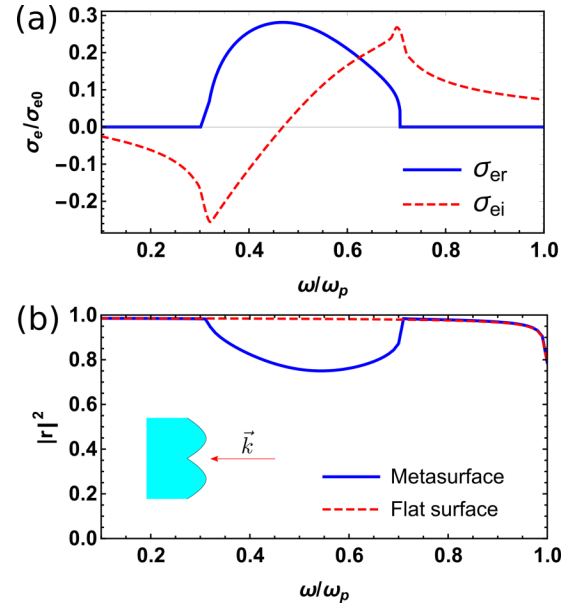 (a)
0.3
0.2
0.1
0.0
-0.1
-0.2
σe/σe0
σer
σei
0.2 0.4 0.6 0.8 1.0
ω/ωp
(b)
1.0
0.8
0.6
0.4
0.2
0.0
|r|²
k⃗
Metasurface
Flat surface
0.2 0.4 0.6 0.8 1.0
ω/ωp